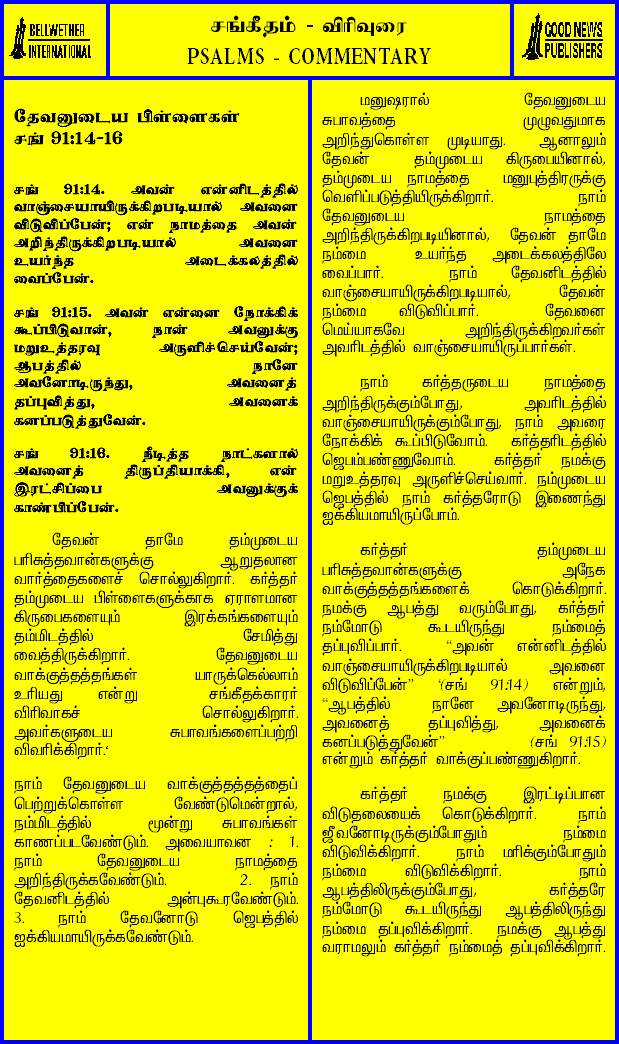 BELLWETHER
INTERNATIONAL
சங்கீதம் - விரிவுரை
PSALMS - COMMENTARY
GOOD NEWS
PUBLISHERS
தேவனுடைய பிள்ளைகள்
சங் 91:14-16
சங் 91:14. அவன் என்னிடத்தில்
வாஞ்சையாயிருக்கிறபடியால் அவனை
விடுவிப்பேன்; என் நாமத்தை அவன்
அறிந்திருக்கிறபடியால் அவனை
உயர்ந்த அடைக்கலத்தில்
வைப்பேன்.
சங் 91:15. அவன் என்னை நோக்கிக்
கூப்பிடுவான், நான் அவனுக்கு
மறுஉத்தரவு அருளிச்செய்வேன்;
ஆபத்தில் நானே
அவனோடிருந்து, அவனைத்
தப்புவித்து, அவனைக்
கனப்படுத்துவேன்.
சங் 91:16. நீடித்த நாட்களால்
அவனைத் திருப்தியாக்கி, என்
இரட்சிப்பை அவனுக்குக்
காண்பிப்பேன்.
தேவன் தாமே தம்முடைய
பரிசுத்தவான்களுக்கு ஆறுதலான
வார்த்தைகளைச் சொல்லுகிறார். கர்த்தர்
தம்முடைய பிள்ளைகளுக்காக ஏராளமான
கிருபைகளையும் இரக்கங்களையும்
தம்மிடத்தில் சேமித்து
வைத்திருக்கிறார். தேவனுடைய
வாக்குத்தத்தங்கள் யாருக்கெல்லாம்
உரியது என்று சங்கீதக்காரர்
விரிவாகச் சொல்லுகிறார்.
அவர்களுடைய சுபாவங்களைப்பற்றி
விவரிக்கிறார்.‘
நாம் தேவனுடைய வாக்குத்தத்தத்தைப்
பெற்றுக்கொள்ள வேண்டுமென்றால்,
நம்மிடத்தில் மூன்று சுபாவங்கள்
காணப்படவேண்டும். அவையாவன : 1.
நாம் தேவனுடைய நாமத்தை
அறிந்திருக்கவேண்டும். 2. நாம்
தேவனிடத்தில் அன்புகூரவேண்டும்.
3. நாம் தேவனோடு ஜெபத்தில்
ஐக்கியமாயிருக்கவேண்டும்.
மனுஷரால் தேவனுடைய
சுபாவத்தை முழுவதுமாக
அறிந்துகொள்ள முடியாது. ஆனாலும்
தேவன் தம்முடைய கிருபையினால்,
தம்முடைய நாமத்தை மனுபுத்திரருக்கு
வெளிப்படுத்தியிருக்கிறார். நாம்
தேவனுடைய நாமத்தை
அறிந்திருக்கிறபடியினால், தேவன் தாமே
நம்மை உயர்ந்த அடைக்கலத்திலே
வைப்பார். நாம் தேவனிடத்தில்
வாஞ்சையாயிருக்கிறபடியால், தேவன்
நம்மை விடுவிப்பார். தேவனை
மெய்யாகவே அறிந்திருக்கிறவர்கள்
அவரிடத்தில் வாஞ்சையாயிருப்பார்கள்.
நாம் கர்த்தருடைய நாமத்தை
அறிந்திருக்கும்போது, அவரிடத்தில்
வாஞ்சையாயிருக்கும்போது, நாம் அவரை
நோக்கிக் கூப்பிடுவோம். கர்த்தரிடத்தில்
ஜெபம்பண்ணுவோம். கர்த்தர் நமக்கு
மறுஉத்தரவு அருளிச்செய்வார். நம்முடைய
ஜெபத்தில் நாம் கர்த்தரோடு இணைந்து
ஐக்கியமாயிருப்போம்.
கர்த்தர் தம்முடைய
பரிசுத்தவான்களுக்கு அநேக
வாக்குத்தத்தங்களைக் கொடுக்கிறார்.
நமக்கு ஆபத்து வரும்போது, கர்த்தர்
நம்மோடு கூடயிருந்து நம்மைத்
தப்புவிப்பார். “அவன் என்னிடத்தில்
வாஞ்சையாயிருக்கிறபடியால் அவனை
விடுவிப்பேன்” ‘(சங் 91:14) என்றும்,
“ஆபத்தில் நானே அவனோடிருந்து,
அவனைத் தப்புவித்து, அவனைக்
கனப்படுத்துவேன்” (சங் 91:15)
என்றும் கர்த்தர் வாக்குப்பண்ணுகிறார்.
கர்த்தர் நமக்கு இரட்டிப்பான
விடுதலையைக் கொடுக்கிறார். நாம்
ஜீவனோடிருக்கும்போதும் நம்மை
விடுவிக்கிறார். நாம் மரிக்கும்போதும்
நம்மை விடுவிக்கிறார். நாம்
ஆபத்திலிருக்கும்போது, கர்த்தரே
நம்மோடு கூடயிருந்து ஆபத்திலிருந்து
நம்மை தப்புவிக்கிறார். நமக்கு ஆபத்து
வராமலும் கர்த்தர் நம்மைத் தப்புவிக்கிறார்.